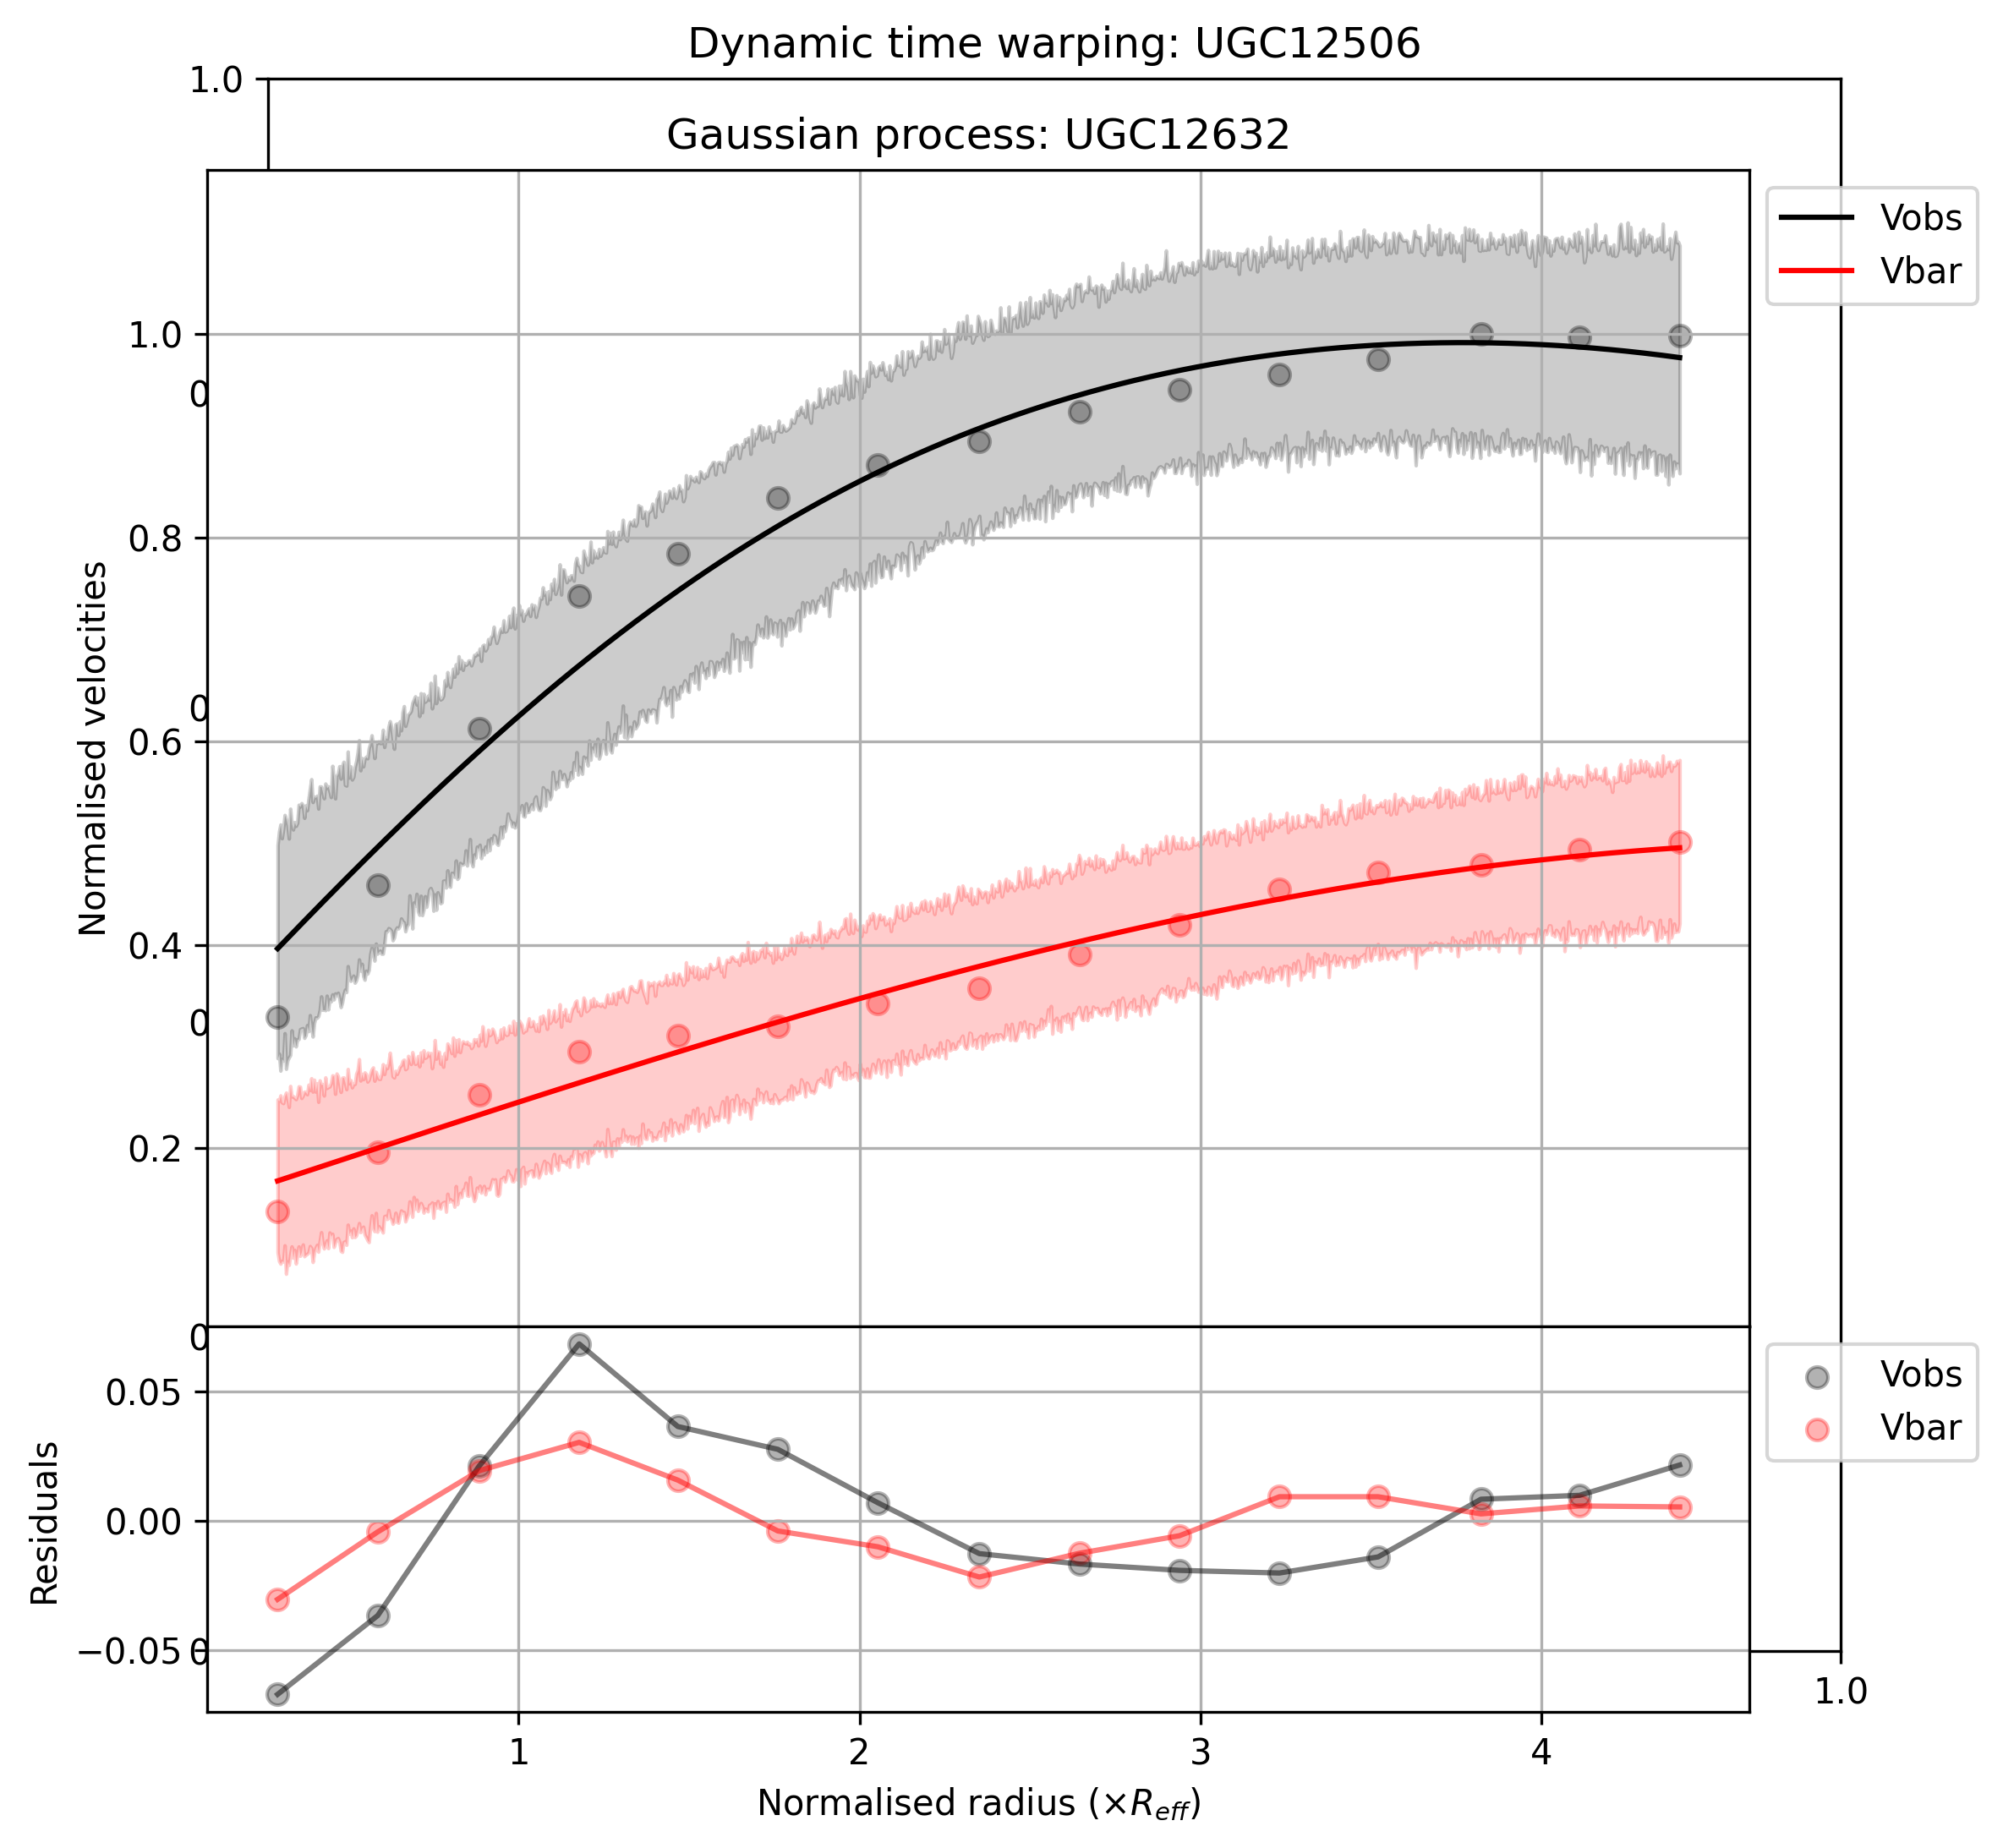 Dynamic time warping: UGC12506
1.0
Gaussian process: UGC12632
Vobs
Vbar
1.0
0
0.8
0
0.6
Normalised velocities
0.4
0
0.2
0
Vobs
Vbar
0.05
0.00
Residuals
−0.05
0
1.0
1 2 3 4
Normalised radius (×R_eff)